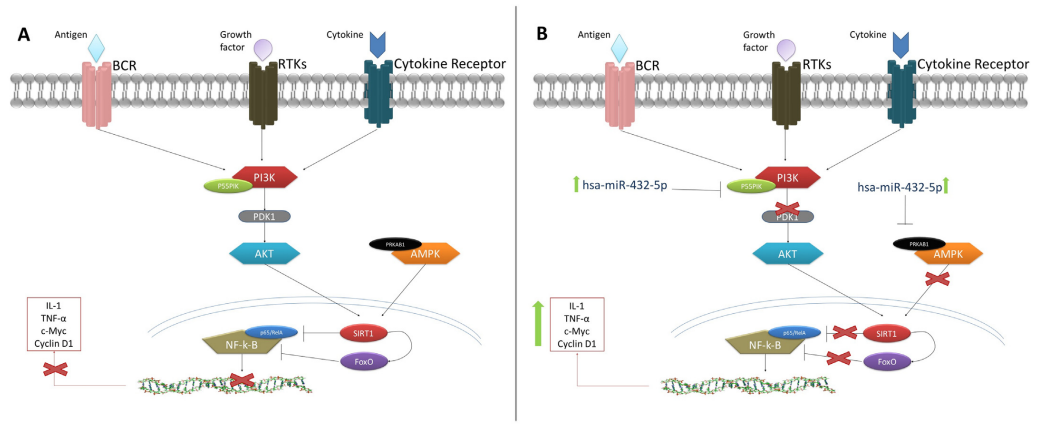 A
Antigen
BCR
Growth
factor
RTKs
Cytokine
Cytokine Receptor
PI3K
PSSPIK
PDK1
AKT
PRKAB1
AMPK
IL-1
TNF-α
c-Myc
Cyclin D1
p65/RelA
NF-k-B
SIRT1
FoxO
B
Antigen
BCR
Growth
factor
RTKs
Cytokine
Cytokine Receptor
PI3K
PSSPIK
hsa-miR-432-5p
hsa-miR-432-5p
PDK1
AKT
PRKAB1
AMPK
IL-1
TNF-α
c-Myc
Cyclin D1
p65/RelA
NF-k-B
SIRT1
FoxO